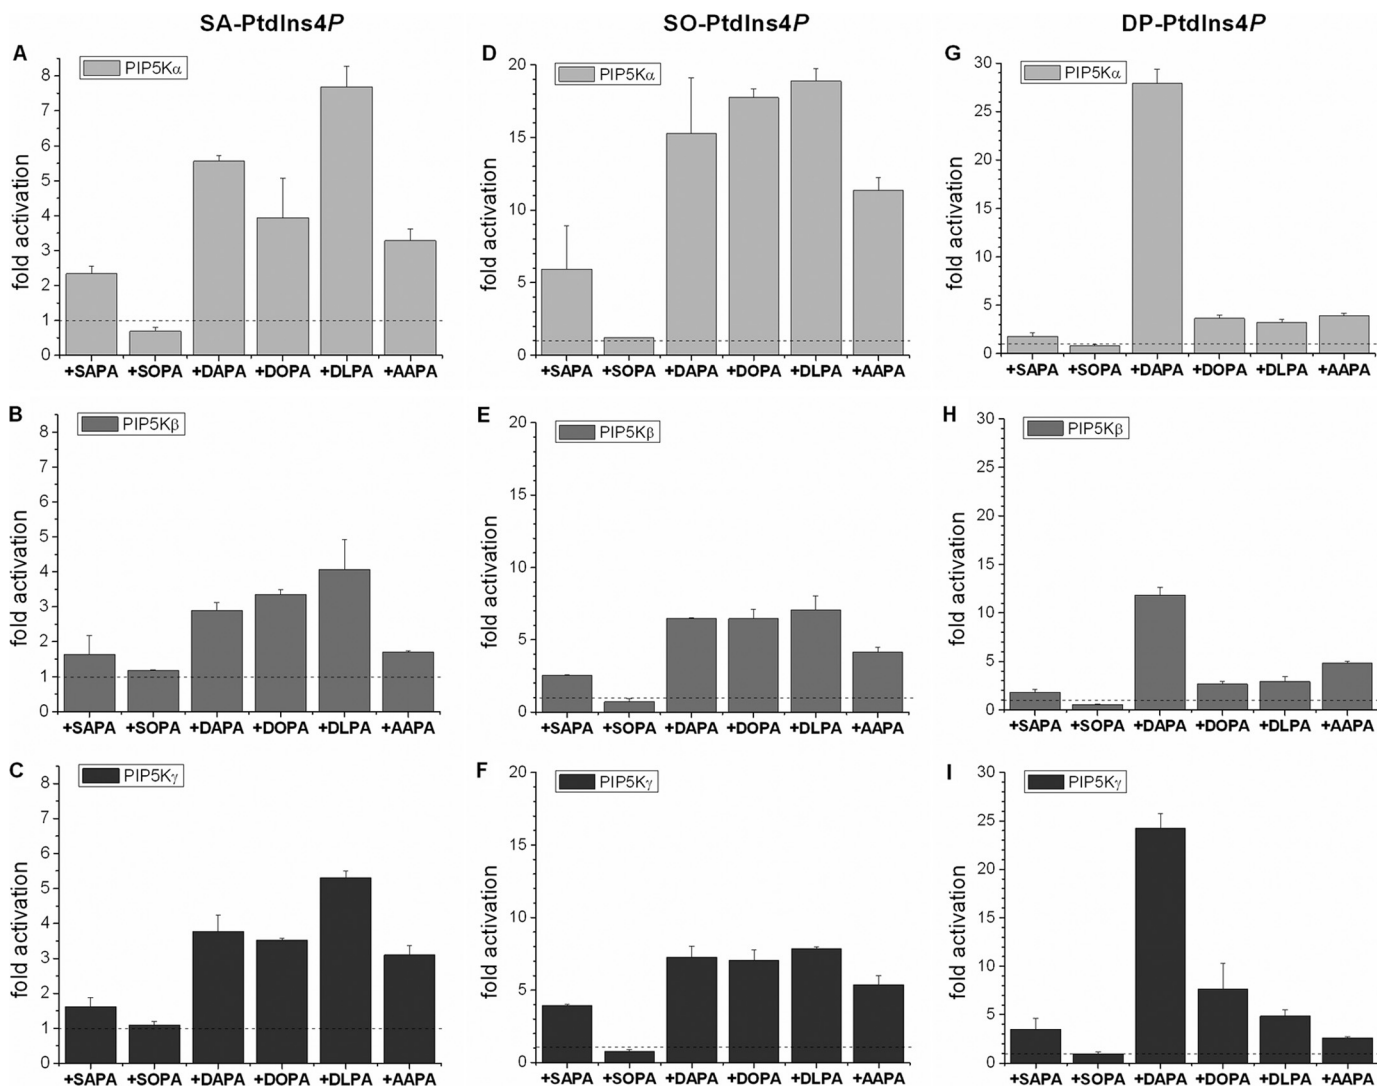 SA-PtdIns4P
SO-PtdIns4P
DP-PtdIns4P
A
PIP5Kα
fold activation
8
7
6
5
4
3
2
1
0
+SAPA +SOPA +DAPA +DOPA +DLPA +AAPA
D
PIP5Kα
fold activation
20
15
10
5
0
+SAPA +SOPA +DAPA +DOPA +DLPA +AAPA
G
PIP5Kα
fold activation
30
25
20
15
10
5
0
+SAPA +SOPA +DAPA +DOPA +DLPA +AAPA
B
PIP5Kβ
fold activation
8
7
6
5
4
3
2
1
0
+SAPA +SOPA +DAPA +DOPA +DLPA +AAPA
E
PIP5Kβ
fold activation
20
15
10
5
0
+SAPA +SOPA +DAPA +DOPA +DLPA +AAPA
H
PIP5Kβ
fold activation
30
25
20
15
10
5
0
+SAPA +SOPA +DAPA +DOPA +DLPA +AAPA
C
PIP5Kγ
fold activation
8
7
6
5
4
3
2
1
0
+SAPA +SOPA +DAPA +DOPA +DLPA +AAPA
F
PIP5Kγ
fold activation
20
15
10
5
0
+SAPA +SOPA +DAPA +DOPA +DLPA +AAPA
I
PIP5Kγ
fold activation
30
25
20
15
10
5
0
+SAPA +SOPA +DAPA +DOPA +DLPA +AAPA